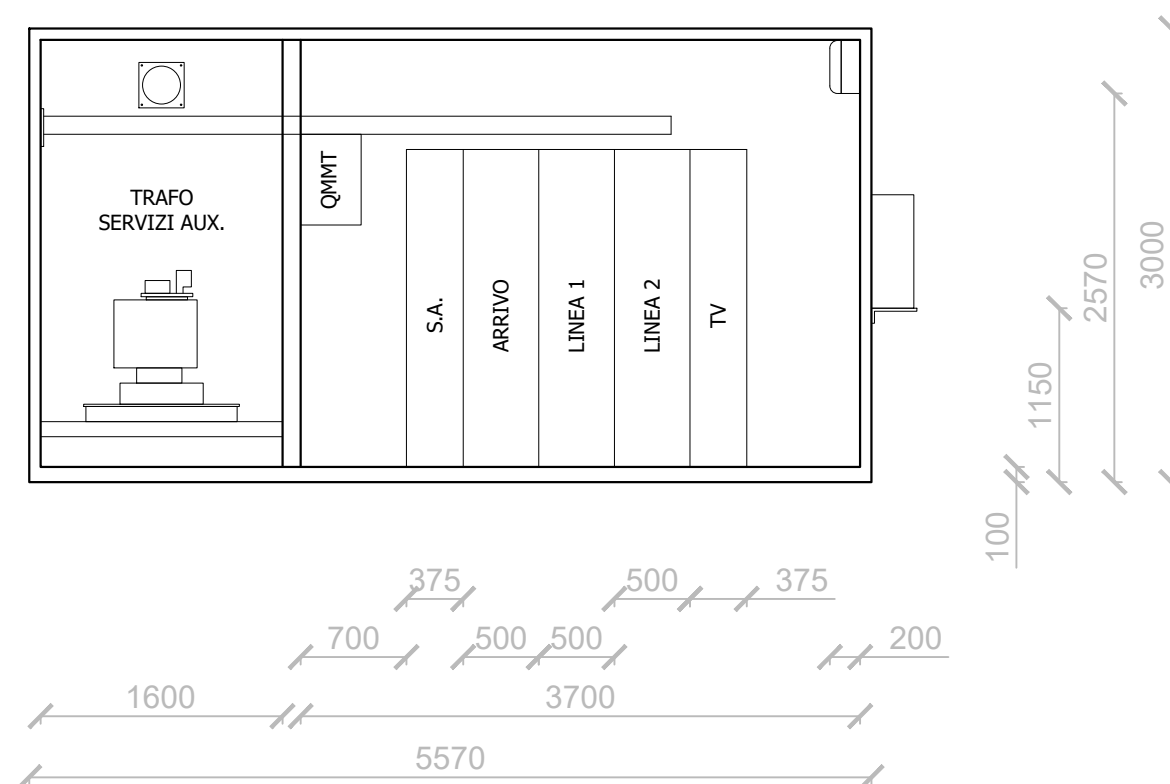 TRAFO
SERVIZI AUX.
QMMT
S.A.
ARRIVO
LINEA 1
LINEA 2
TV
3000
2570
1150
100
375
500
375
700
500
500
200
1600
3700
5570